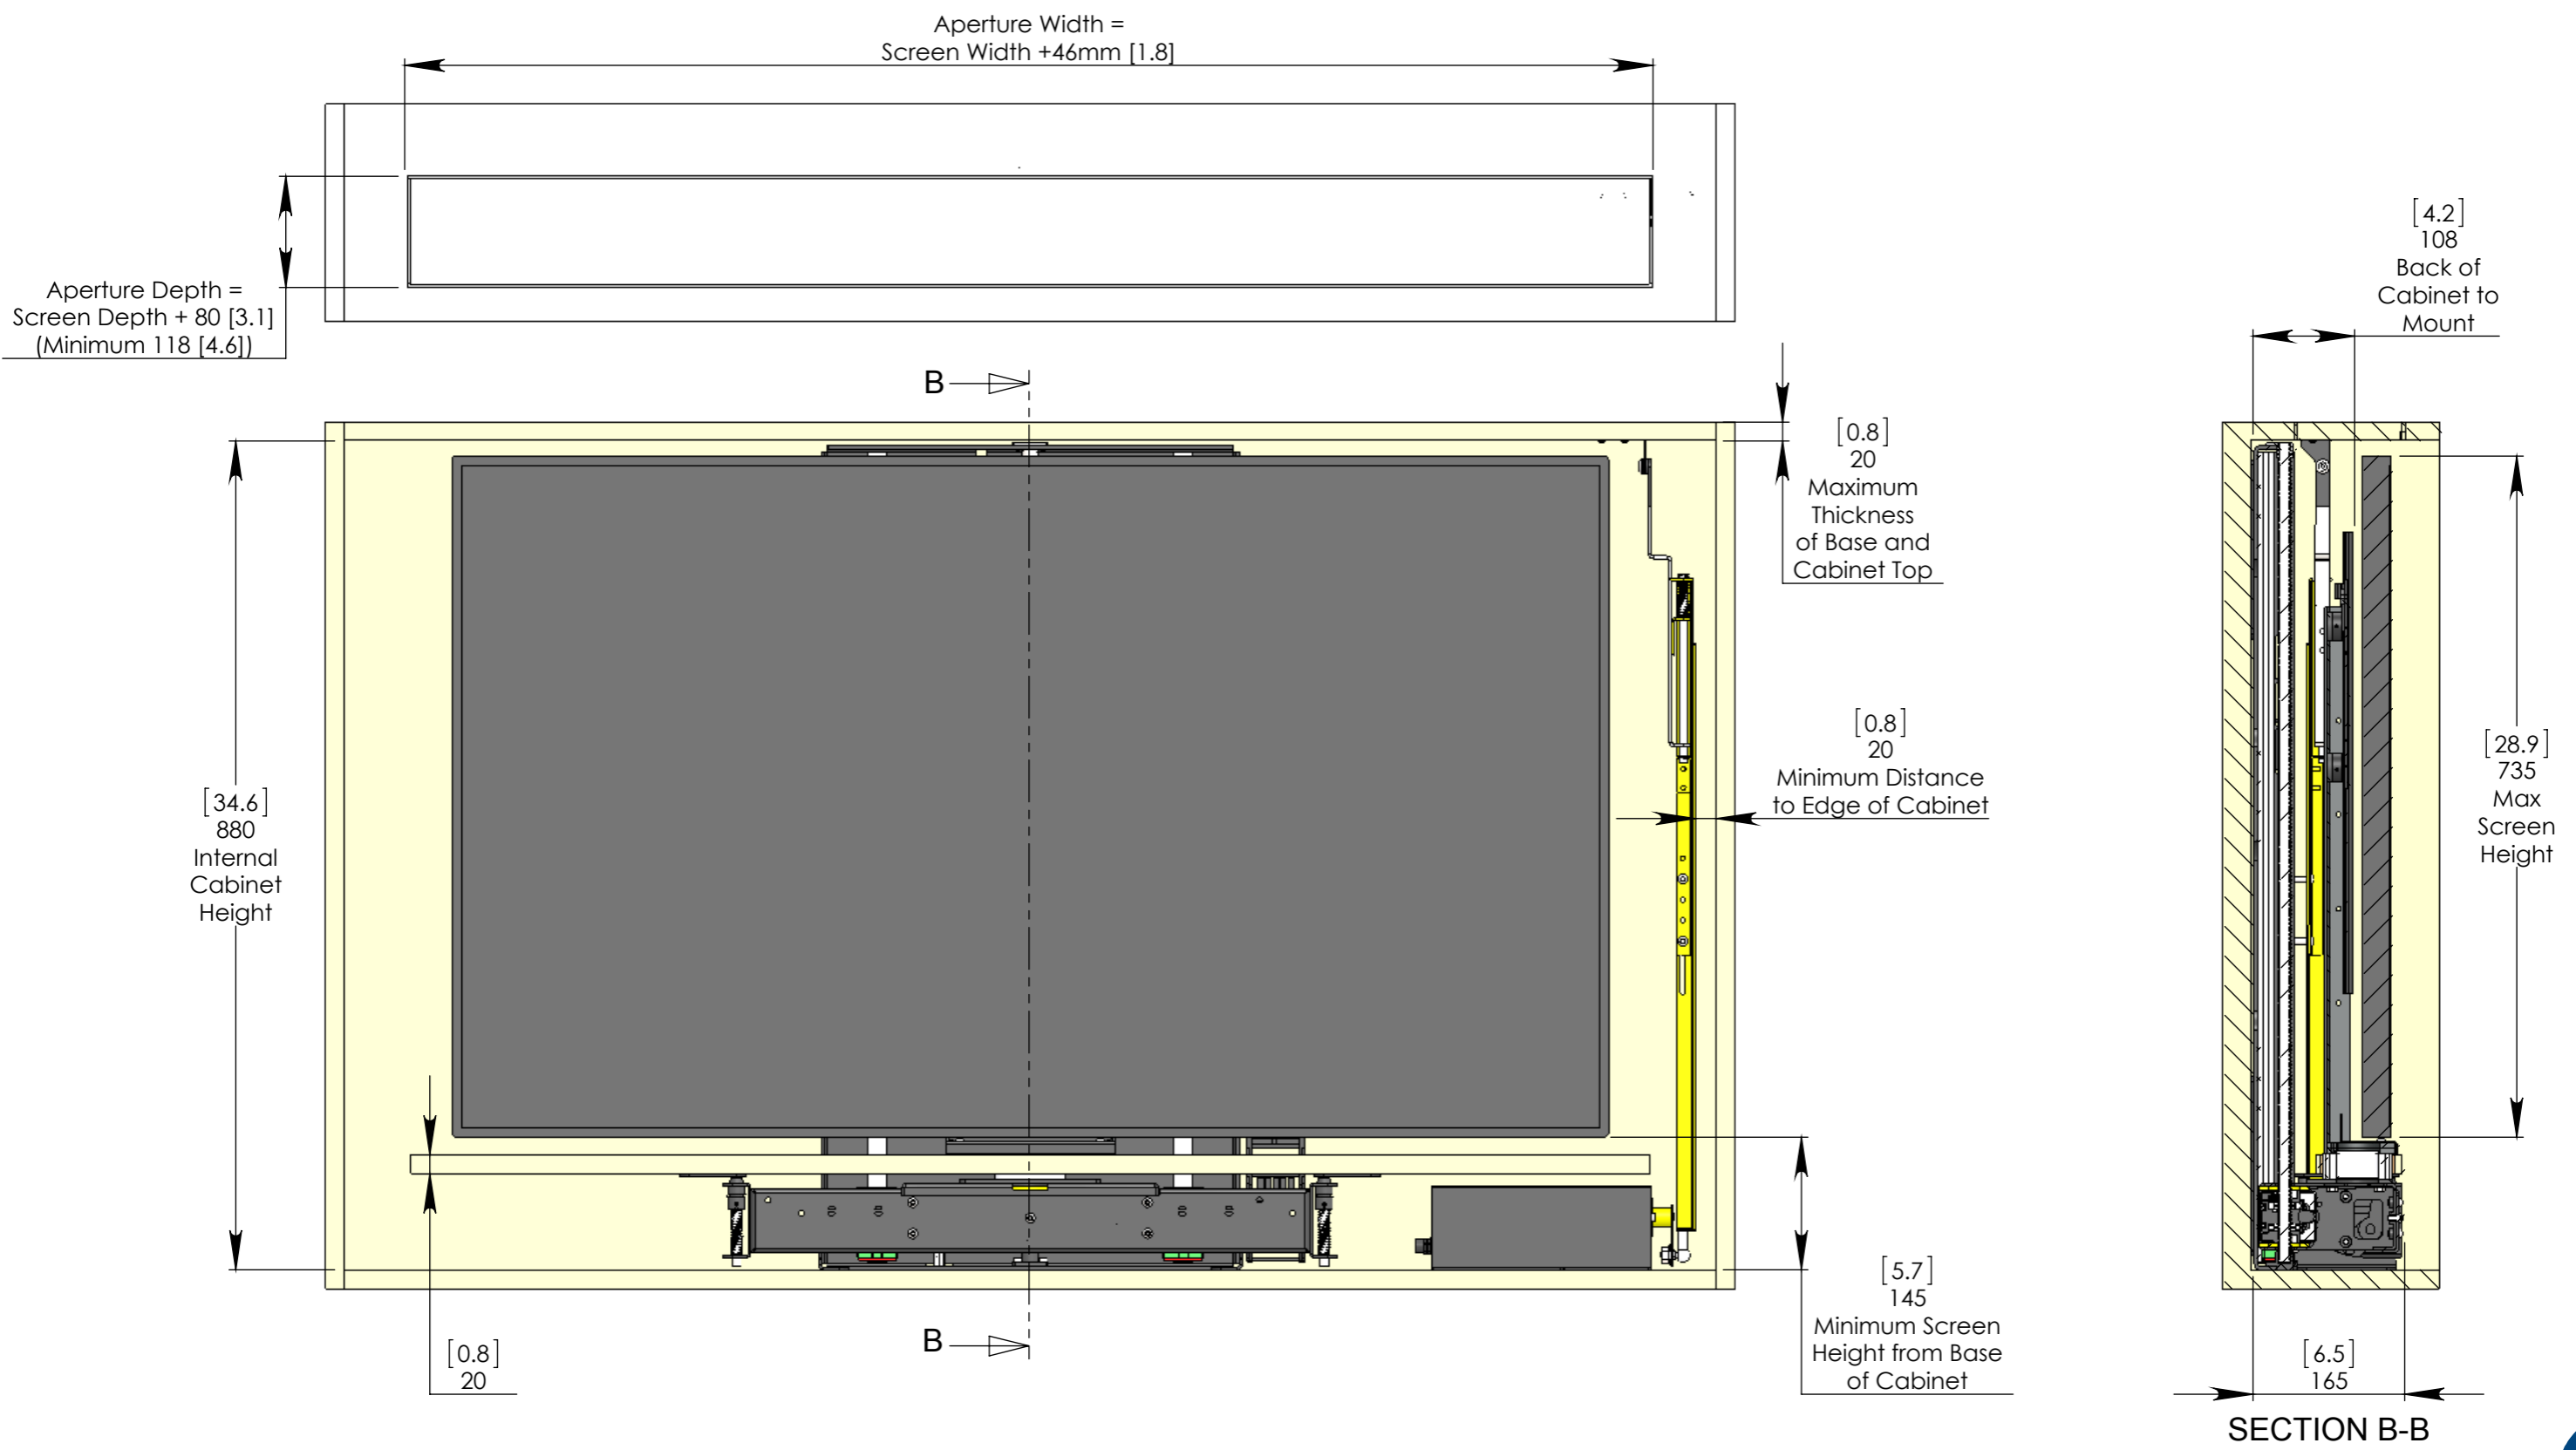 Aperture Width =
Screen Width +46mm [1.8]
Aperture Depth =
Screen Depth + 80 [3.1]
(Minimum 118 [4.6])
[4.2]
108
Back of
Cabinet to
Mount
B
[0.8]
20
Maximum
Thickness
of Base and
Cabinet Top
[0.8]
20
Minimum Distance
to Edge of Cabinet
[34.6]
880
Internal
Cabinet
Height
[28.9]
735
Max
Screen
Height
[5.7]
145
Minimum Screen
Height from Base
of Cabinet
B
[0.8]
20
[6.5]
165
SECTION B-B